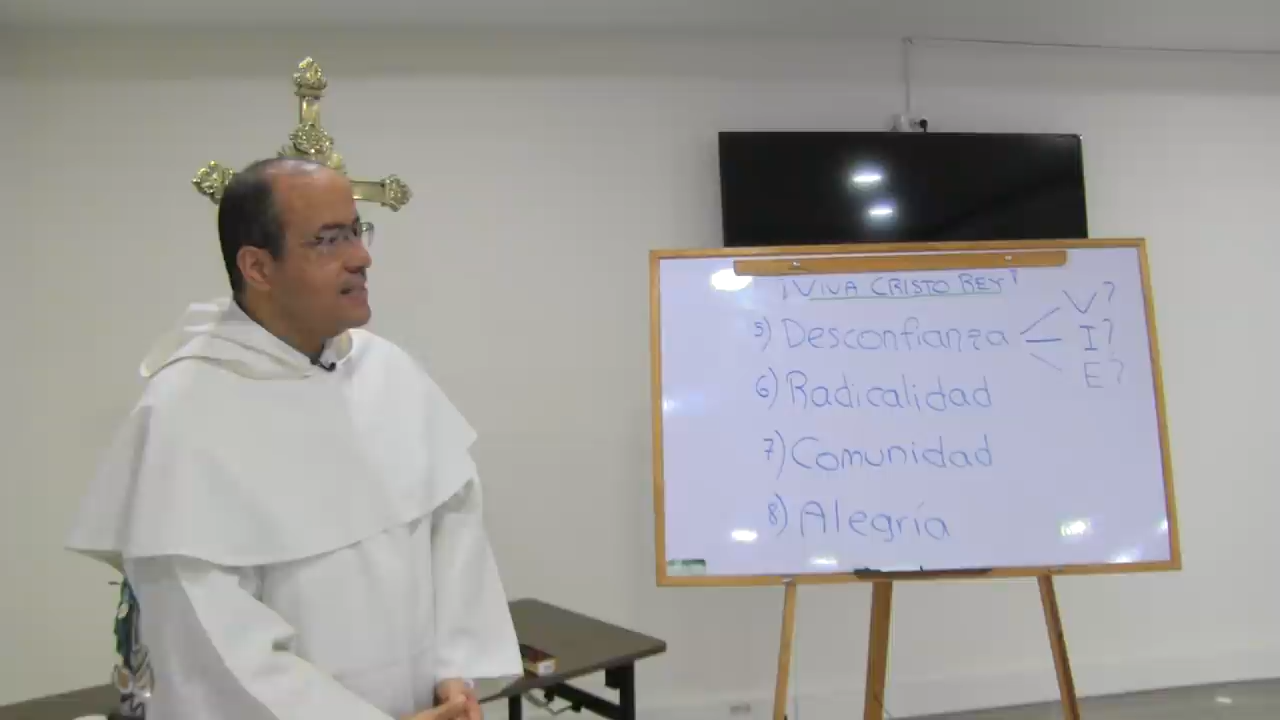 ¡VIVA CRISTO REY!
5) Desconfianza V?
I?
E?
6) Radicalidad
7) Comunidad
8) Alegría